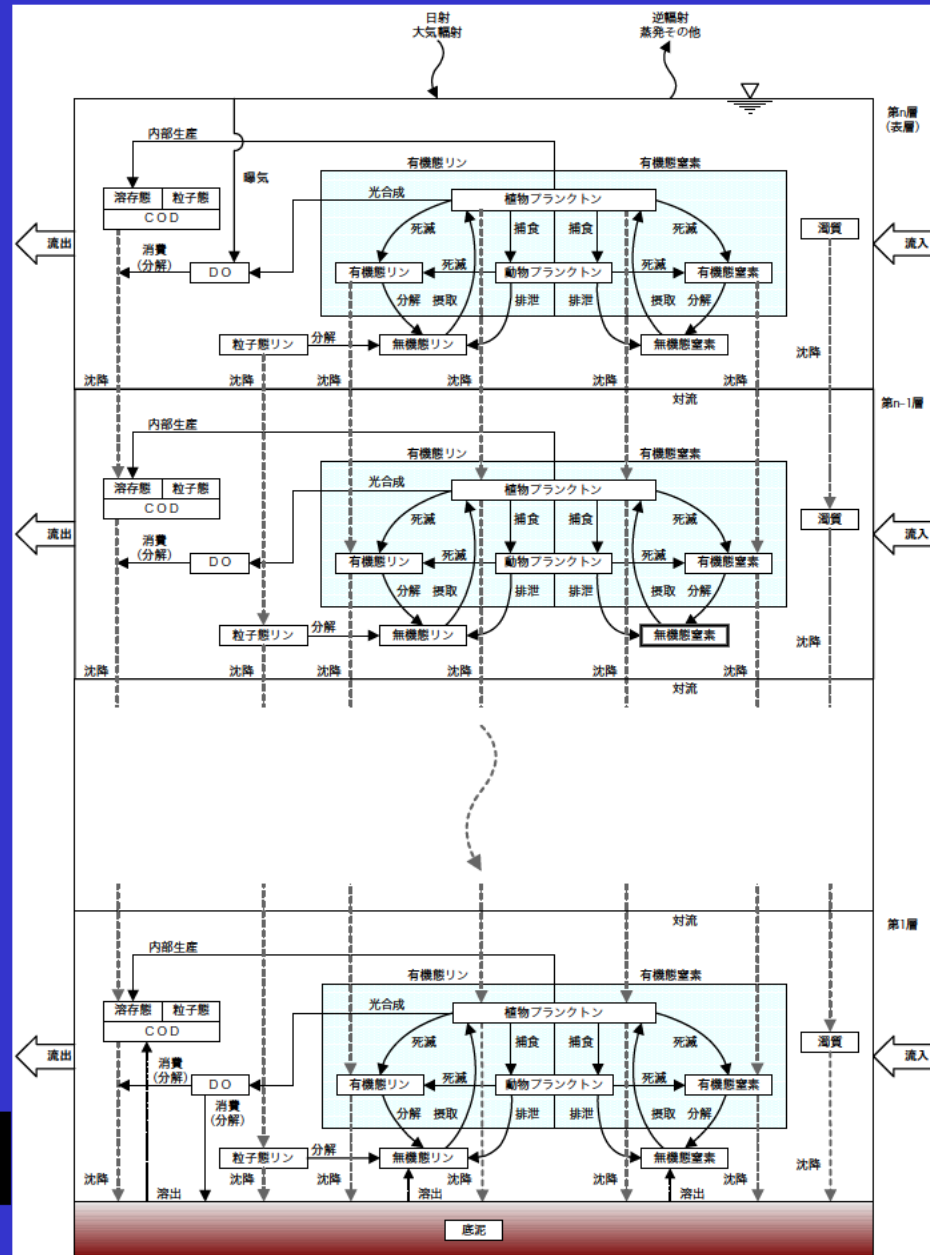 日射
大気輻射
逆輻射
蒸発その他
第n層
(表層)
内部生産
有機態リン
有機態窒素
曝気
光合成
溶存態
粒子態
COD
植物プランクトン
濁質
流出
流入
死滅
捕食
捕食
死滅
消費
(分解)
DO
有機態リン
死滅
動物プランクトン
死滅
有機態窒素
分解
摂取
排泄
排泄
摂取
分解
粒子態リン
分解
無機態リン
無機態窒素
沈降
沈降
沈降
沈降
沈降
沈降
沈降
対流
第n-1層
内部生産
有機態リン
有機態窒素
光合成
溶存態
粒子態
COD
植物プランクトン
濁質
流出
流入
死滅
捕食
捕食
死滅
消費
(分解)
DO
有機態リン
死滅
動物プランクトン
死滅
有機態窒素
分解
摂取
排泄
排泄
摂取
分解
粒子態リン
分解
無機態リン
無機態窒素
沈降
沈降
沈降
沈降
沈降
沈降
沈降
対流
対流
第1層
内部生産
有機態リン
有機態窒素
光合成
溶存態
粒子態
COD
植物プランクトン
濁質
流出
流入
死滅
捕食
捕食
死滅
消費
(分解)
DO
有機態リン
死滅
動物プランクトン
死滅
有機態窒素
消費
(分解)
分解
摂取
排泄
排泄
摂取
分解
粒子態リン
分解
無機態リン
無機態窒素
沈降
沈降
沈降
沈降
沈降
沈降
沈降
溶出
溶出
溶出
底泥